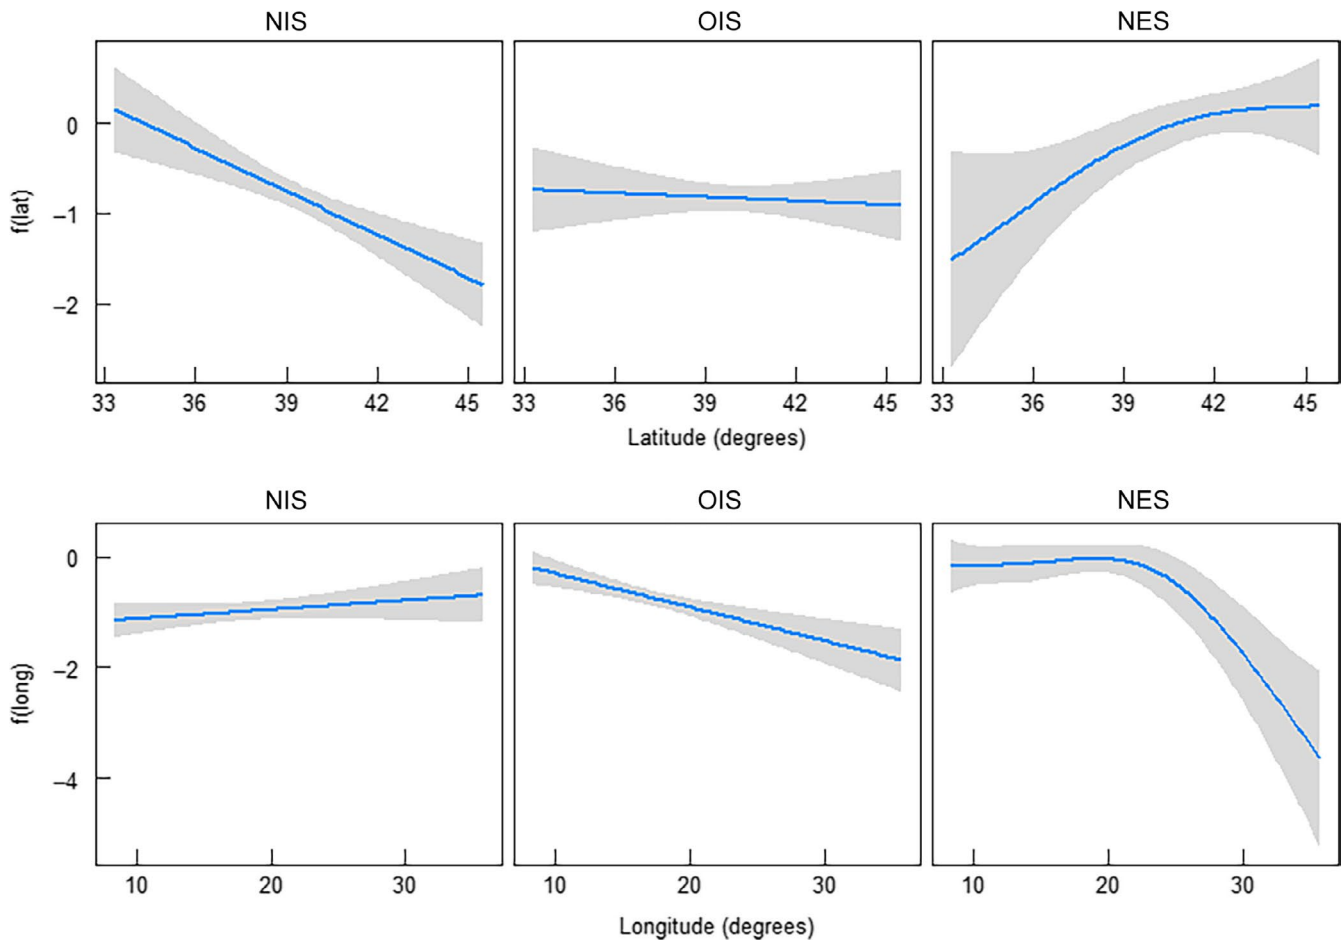 NIS OIS NES
0
−1
−2
f(lat)
33 36 39 42 45 33 36 39 42 45 33 36 39 42 45
Latitude (degrees)
NIS OIS NES
0
−2
−4
f(long)
10 20 30 10 20 30 10 20 30
Longitude (degrees)